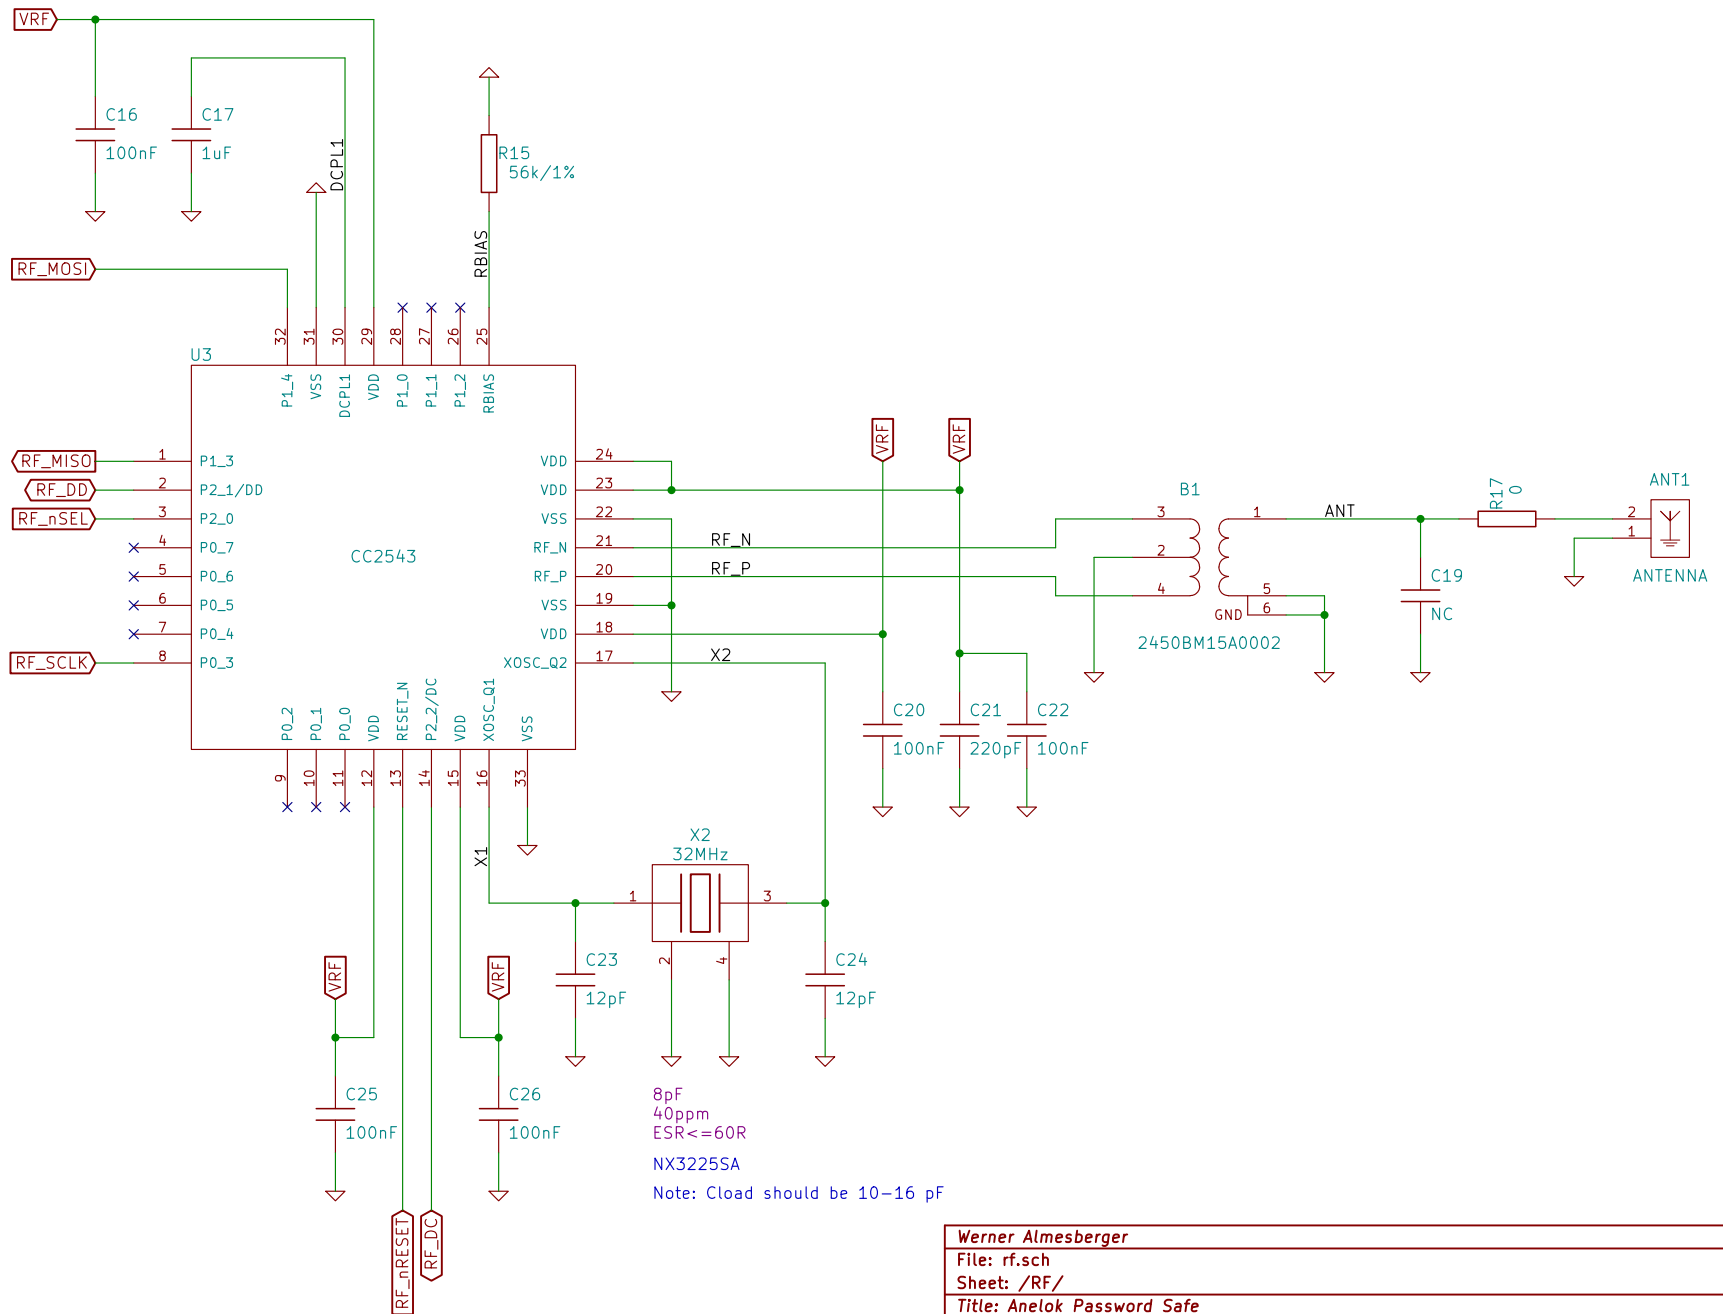 VRF
C16
100nF
C17
1uF
DCPL1
R15
56k/1%
RBIAS
RF_MOSI
32
31
30
29
28
27
26
25
U3
P1_4
VSS
DCPL1
VDD
P1_0
P1_1
P1_2
RBIAS
RF_MISO
1
P1_3
RF_DD
2
P2_1/DD
RF_nSEL
3
P2_0
4
P0_7
5
P0_6
6
P0_5
7
P0_4
RF_SCLK
8
P0_3
CC2543
VDD
24
VDD
23
VSS
22
RF_N
21
RF_N
RF_P
20
RF_P
VSS
19
VDD
18
XOSC_Q2
17
X2
P0_2
P0_1
P0_0
VDD
RESET_N
P2_2/DC
VDD
XOSC_Q1
VSS
9
10
11
12
13
14
15
16
33
VRF
VRF
B1
3
2
4
1
5
6
GND
2450BM15A0002
ANT
R17
0
ANT1
2
1
ANTENNA
C19
NC
C20
100nF
C21
220pF
C22
100nF
X1
X2
32MHz
1
3
2
4
C23
12pF
C24
12pF
VRF
VRF
C25
100nF
C26
100nF
8pF
40ppm
ESR<=60R
NX3225SA
Note: Cload should be 10-16 pF
RF_nRESET
RF_DC
Werner Almesberger
File: rf.sch
Sheet: /RF/
Title: Anelok Password Safe